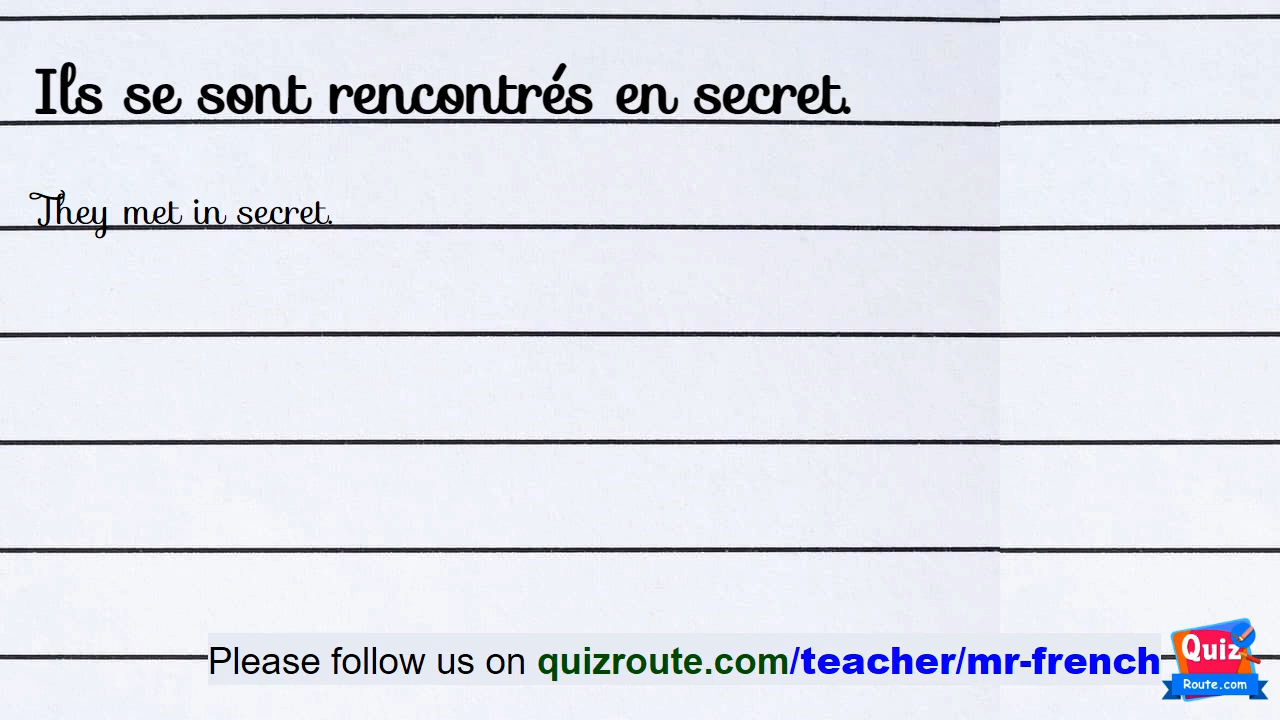 Ils se sont rencontrés en secret.
They met in secret.
Please follow us on quizroute.com/teacher/mr-french
Quiz
Route.com